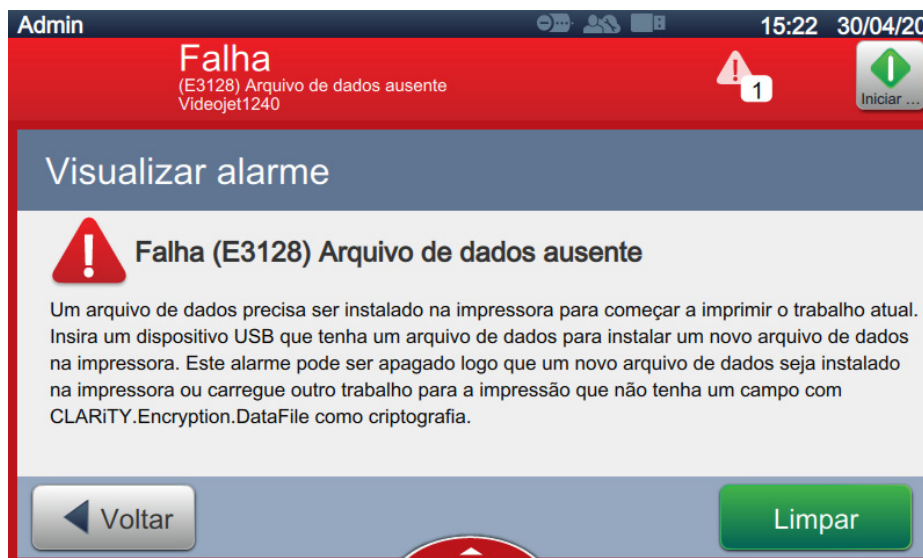 Admin
15:22 30/04/20
Falha
(E3128) Arquivo de dados ausente
Videojet1240
1
Iniciar ...
Visualizar alarme
Falha (E3128) Arquivo de dados ausente
Um arquivo de dados precisa ser instalado na impressora para começar a imprimir o trabalho atual.
Insira um dispositivo USB que tenha um arquivo de dados para instalar um novo arquivo de dados
na impressora. Este alarme pode ser apagado logo que um novo arquivo de dados seja instalado
na impressora ou carregue outro trabalho para a impressão que não tenha um campo com
CLARiTY.Encryption.DataFile como criptografia.
Voltar
Limpar